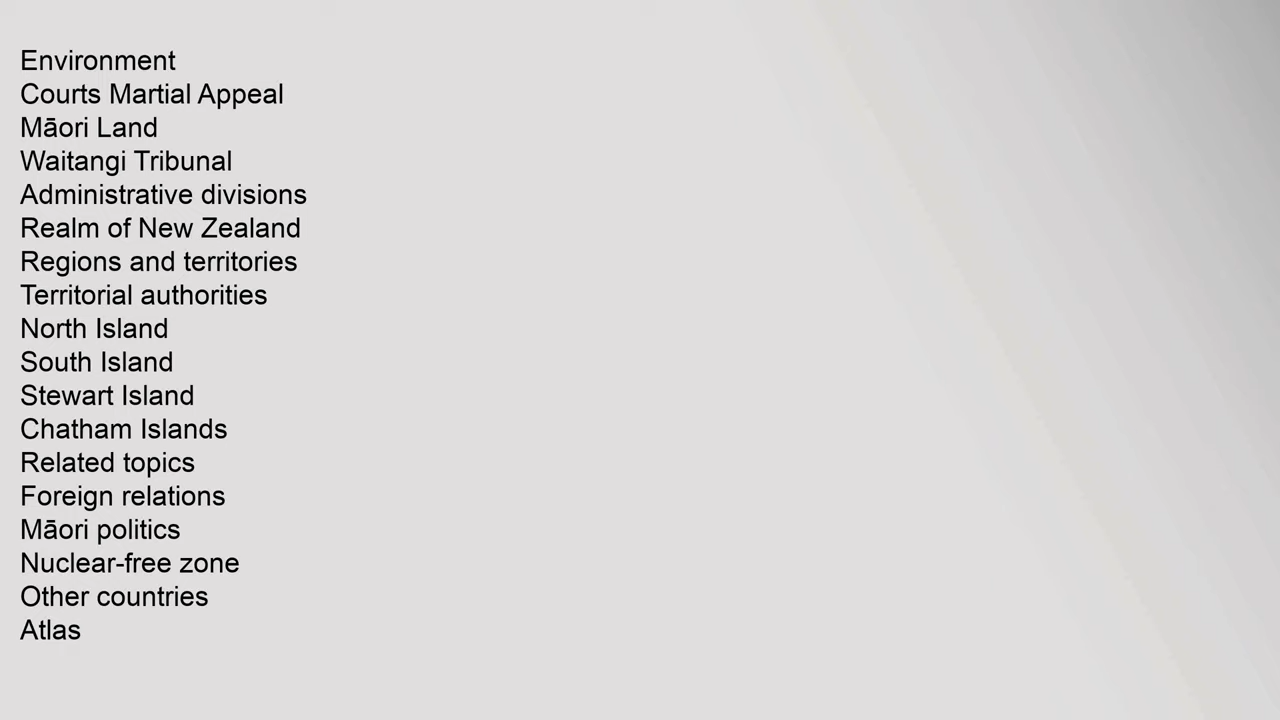 Environment
Courts Martial Appeal
Māori Land
Waitangi Tribunal
Administrative divisions
Realm of New Zealand
Regions and territories
Territorial authorities
North Island
South Island
Stewart Island
Chatham Islands
Related topics
Foreign relations
Māori politics
Nuclear-free zone
Other countries
Atlas